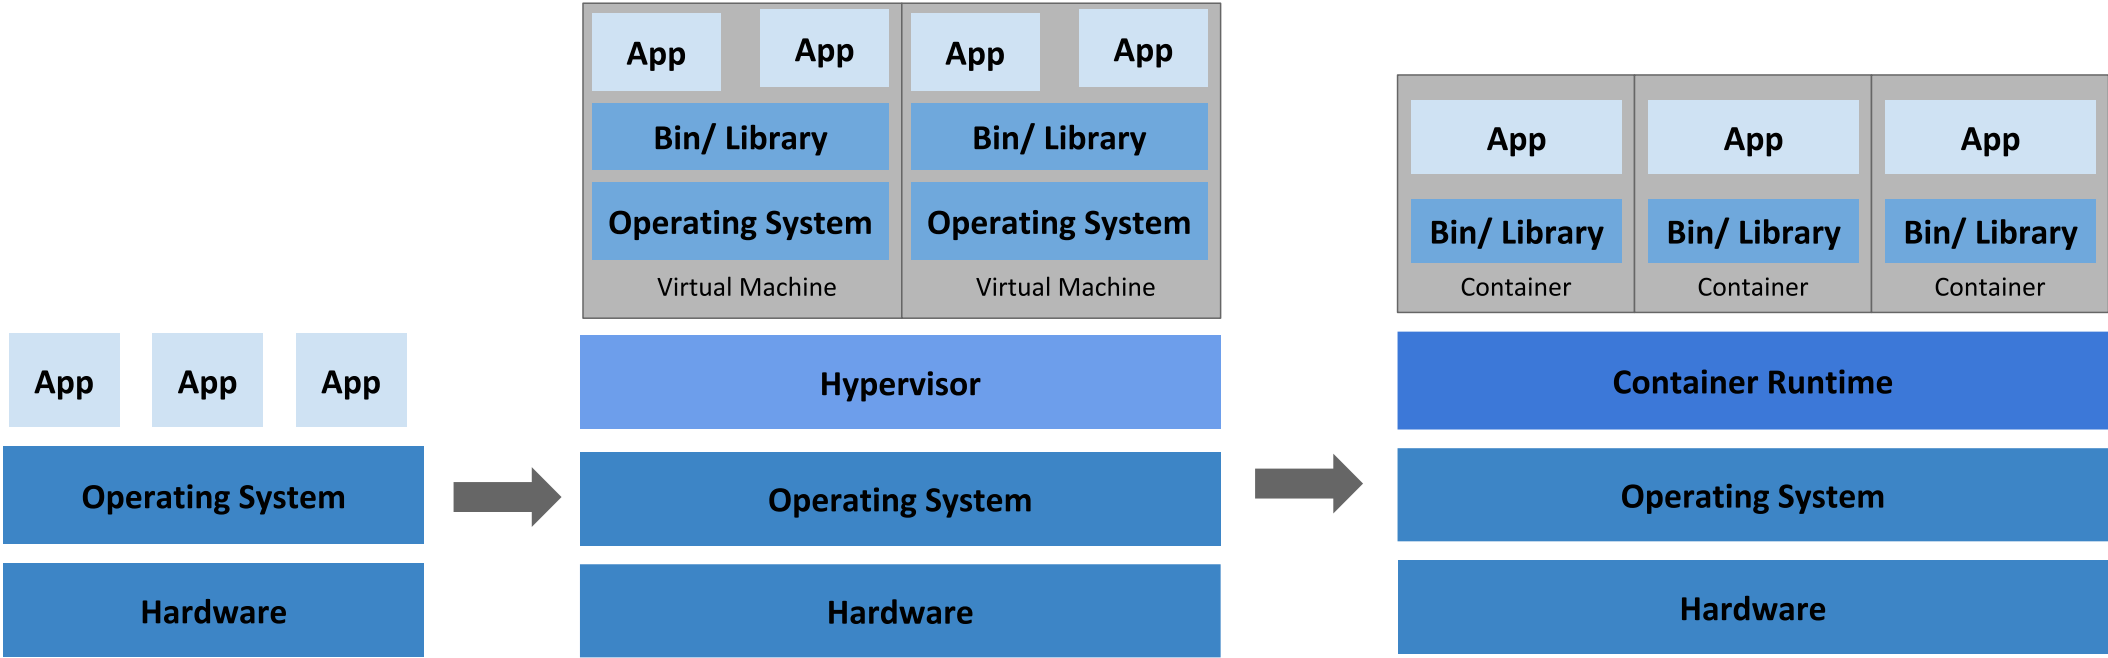 App App App
Operating System
Hardware
App App App App
Bin/ Library Bin/ Library
Operating System Operating System
Virtual Machine Virtual Machine
Hypervisor
Operating System
Hardware
App App App
Bin/ Library Bin/ Library Bin/ Library
Container Container Container
Container Runtime
Operating System
Hardware